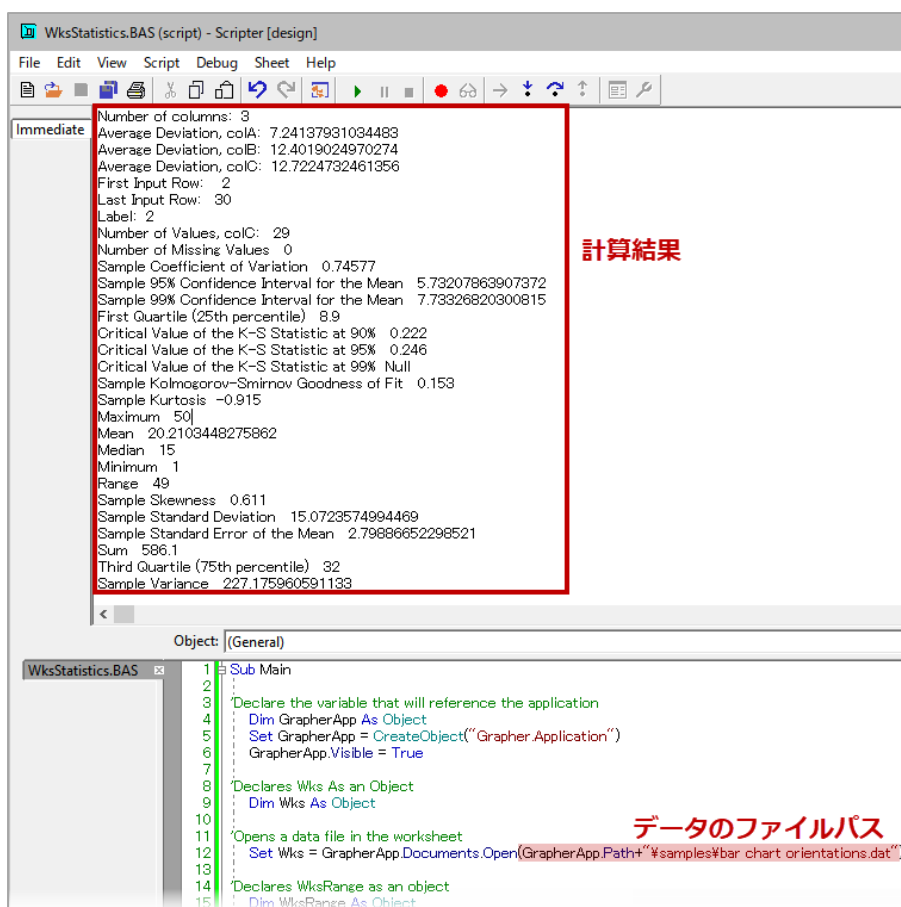 WksStatistics.BAS (script) - Scripter [design]
File Edit View Script Debug Sheet Help
Immediate
Number of columns: 3
Average Deviation, colA: 7.24137931034483
Average Deviation, colB: 12.4019024970274
Average Deviation, colC: 12.7224732461356
First Input Row: 2
Last Input Row: 30
Label: 2
Number of Values, colC: 29
Number of Missing Values 0
Sample Coefficient of Variation 0.74577
Sample 95% Confidence Interval for the Mean 5.73207863907372
Sample 99% Confidence Interval for the Mean 7.73326820300815
First Quartile (25th percentile) 8.9
Critical Value of the K-S Statistic at 90% 0.222
Critical Value of the K-S Statistic at 95% 0.246
Critical Value of the K-S Statistic at 99% Null
Sample Kolmogorov-Smirnov Goodness of Fit 0.153
Sample Kurtosis -0.915
Maximum 50
Mean 20.2103448275862
Median 15
Minimum 1
Range 49
Sample Skewness 0.611
Sample Standard Deviation 15.0723574994469
Sample Standard Error of the Mean 2.79886652298521
Sum 586.1
Third Quartile (75th percentile) 32
Sample Variance 227.175960591133
計算結果
Object: (General)
WksStatistics.BAS
1 Sub Main
2
3 'Declare the variable that will reference the application
4 Dim GrapherApp As Object
5 Set GrapherApp = CreateObject("Grapher.Application")
6 GrapherApp.Visible = True
7
8 'Declares Wks As an Object
9 Dim Wks As Object
10
11 'Opens a data file in the worksheet
データのファイルパス
12 Set Wks = GrapherApp.Documents.Open(GrapherApp.Path+"¥samples¥bar chart orientations.dat")
13
14 'Declares WksRange as an object
15 Dim WksRange As Object